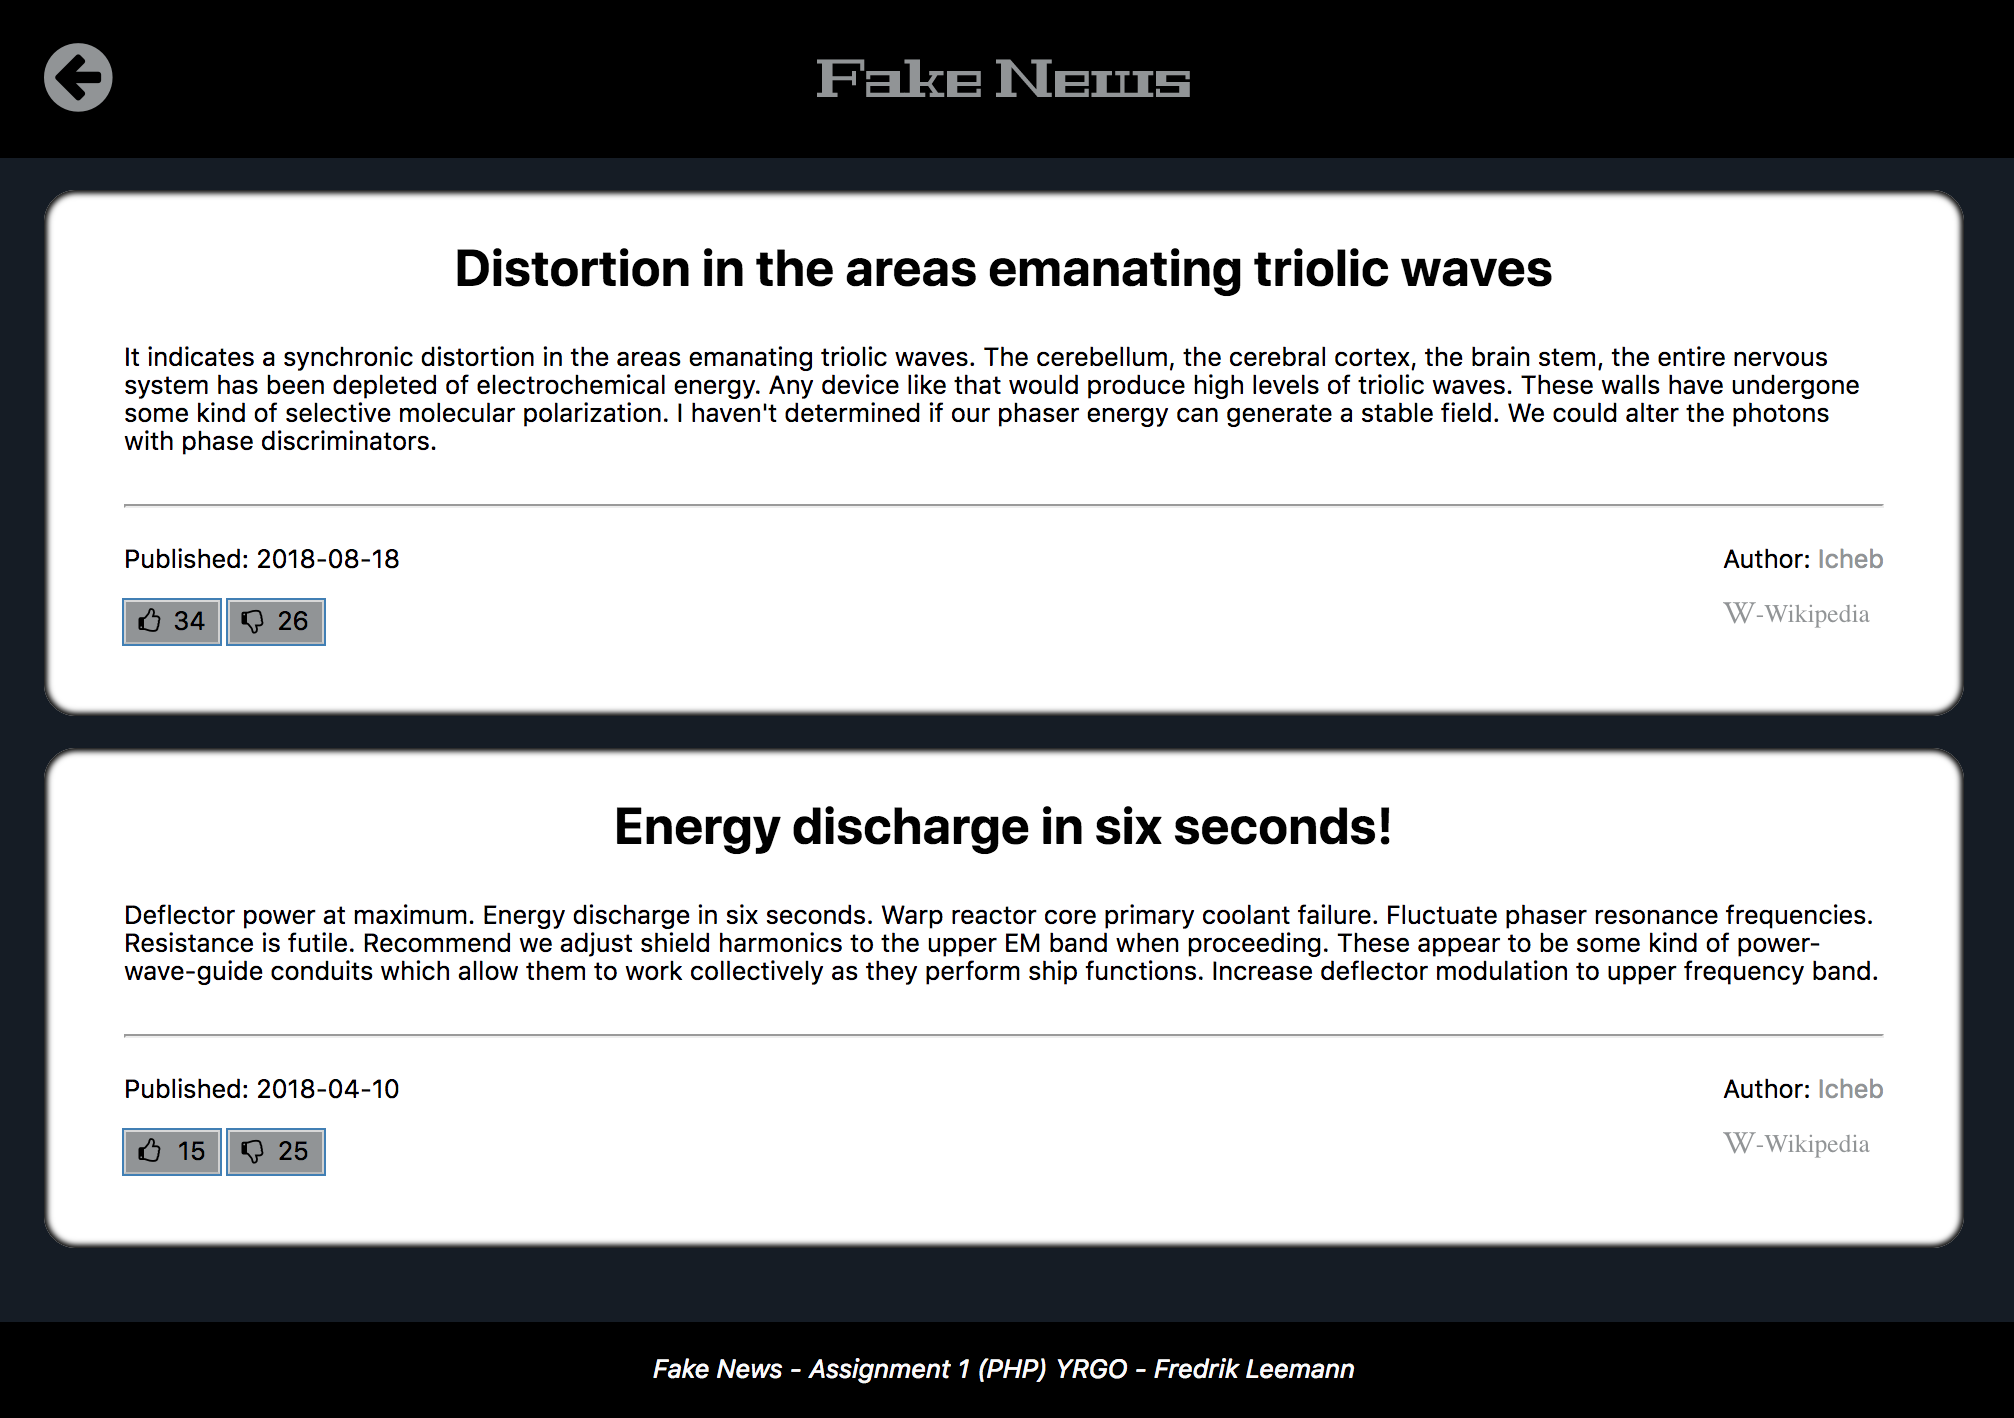 Fake News
Distortion in the areas emanating triolic waves
It indicates a synchronic distortion in the areas emanating triolic waves. The cerebellum, the cerebral cortex, the brain stem, the entire nervous
system has been depleted of electrochemical energy. Any device like that would produce high levels of triolic waves. These walls have undergone
some kind of selective molecular polarization. I haven't determined if our phaser energy can generate a stable field. We could alter the photons
with phase discriminators.
Published: 2018-08-18
Author: Icheb
34
26
W-Wikipedia
Energy discharge in six seconds!
Deflector power at maximum. Energy discharge in six seconds. Warp reactor core primary coolant failure. Fluctuate phaser resonance frequencies.
Resistance is futile. Recommend we adjust shield harmonics to the upper EM band when proceeding. These appear to be some kind of power-
wave-guide conduits which allow them to work collectively as they perform ship functions. Increase deflector modulation to upper frequency band.
Published: 2018-04-10
Author: Icheb
15
25
W-Wikipedia
Fake News - Assignment 1 (PHP) YRGO - Fredrik Leemann